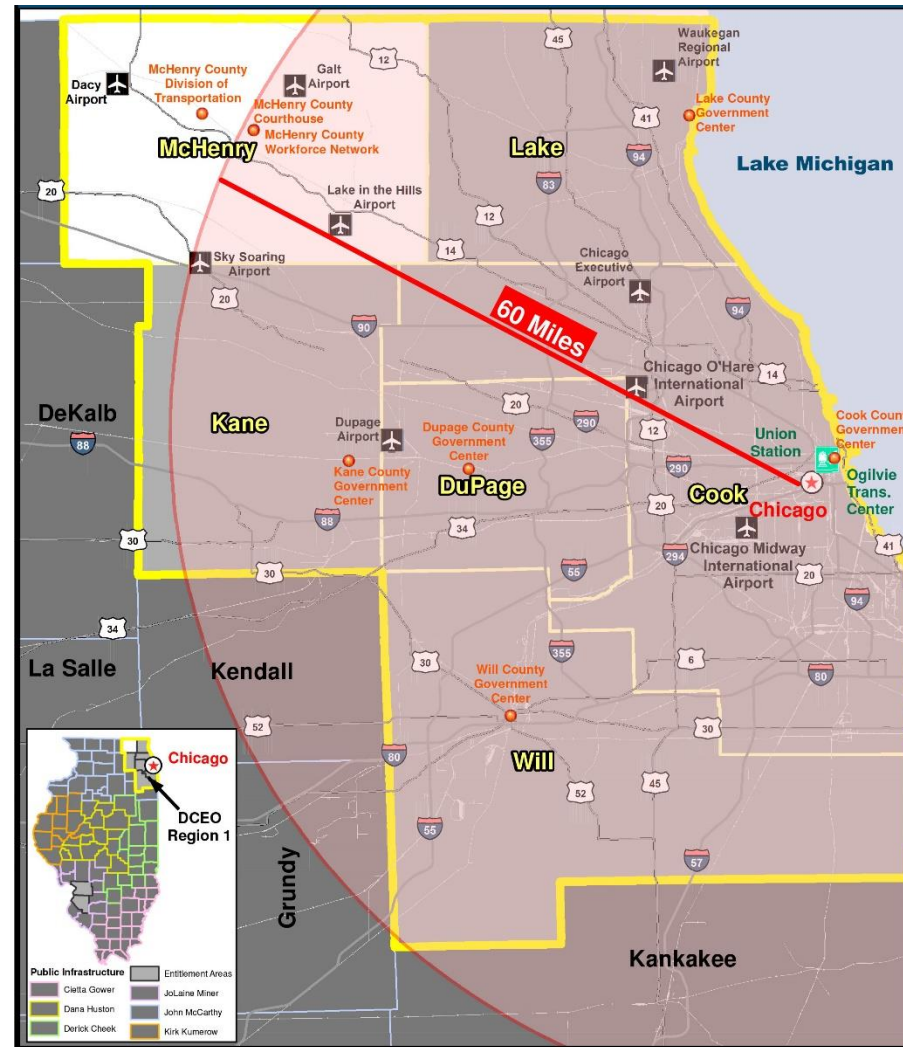 45
Waukegan
Regional
Airport
12
McHenry County
Division of
Transportation
Galt
Airport
Dacy
Airport
McHenry County
Courthouse
McHenry County
Workforce Network
Lake County
Government
Center
41
McHenry
Lake
94
Lake Michigan
20
83
Lake in the Hills
Airport
12
14
Sky Soaring
Airport
Chicago
Executive
Airport
20
94
90
60 Miles
Chicago O'Hare
International
Airport
14
DeKalb
Kane
20
290
12
88
Dupage
Airport
Dupage County
Government
Center
355
Cook County
Government
Center
Union
Station
Kane County
Government
Center
290
DuPage
Cook
Ogilvie
Trans.
Center
Chicago
20
88
34
30
294
Chicago Midway
International
Airport
41
30
55
20
94
34
La Salle
Kendall
30
355
6
80
Will County
Government
Center
52
30
80
Will
52
45
55
57
Grundy
Kankakee
Chicago
DCEO
Region 1
Public Infrastructure
Entitlement Areas
Cletta Gower
JoLaine Miner
Dana Huston
John McCarthy
Derick Cheek
Kirk Kumerow